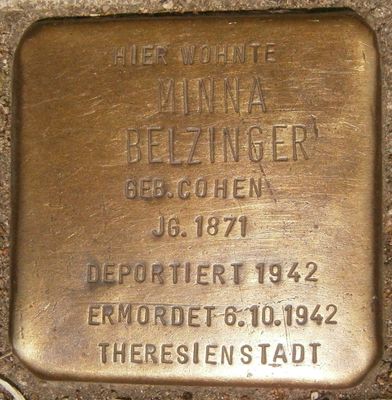 HIER WOHNTE
MINNA
BELZINGER
GEB. COHEN
JG. 1871
DEPORTIERT 1942
ERMORDET 6.10.1942
THERESIENSTADT